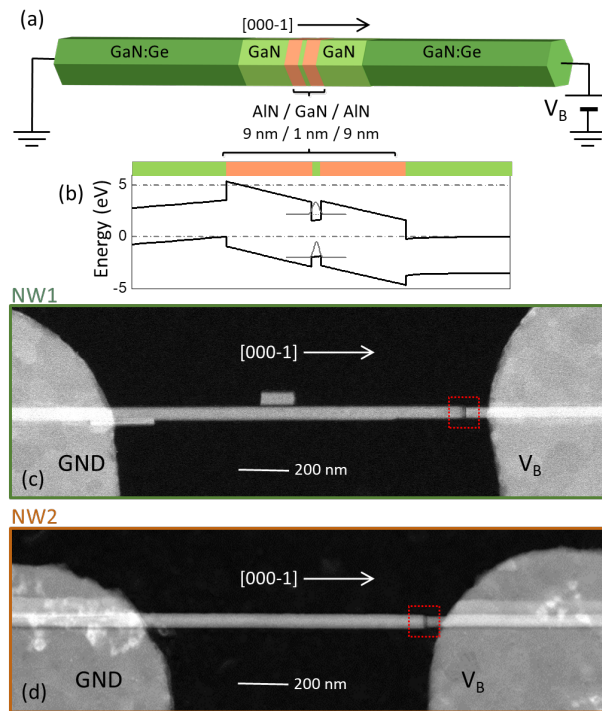 (a)
[000-1]
GaN:Ge
GaN
GaN
GaN:Ge
V_B
AlN / GaN / AlN
9 nm / 1 nm / 9 nm
(b)
Energy (eV)
5
0
-5
NW1
[000-1]
GND
V_B
200 nm
(c)
NW2
[000-1]
GND
V_B
200 nm
(d)